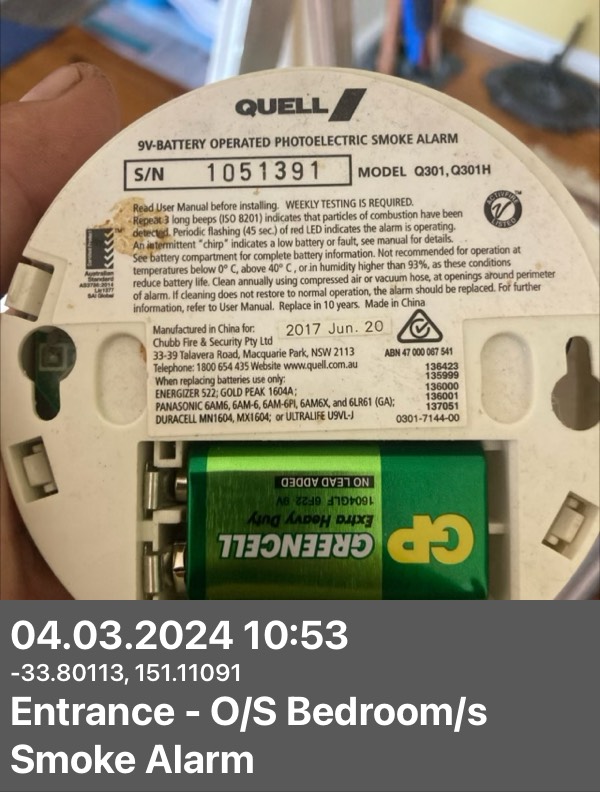 QUELL
9V-BATTERY OPERATED PHOTOELECTRIC SMOKE ALARM
S/N 1051391 MODEL Q301, Q301H
Read User Manual before installing. WEEKLY TESTING IS REQUIRED.
Repeat 3 long beeps (ISO 8201) indicates that particles of combustion have been
detected. Periodic flashing (45 sec.) of red LED indicates the alarm is operating.
An intermittent "chirp" indicates a low battery or fault, see manual for details.
See battery compartment for complete battery information. Not recommended for operation at
temperatures below 0° C, above 40° C, or in humidity higher than 93%, as these conditions
reduce battery life. Clean annually using compressed air or vacuum hose, at openings around perimeter
of alarm. If cleaning does not restore to normal operation, the alarm should be replaced. For further
information, refer to User Manual. Replace in 10 years. Made in China
ACTIVFIRE
LISTED
Australian
Standard
AS3786:2014
SAI Global
Manufactured in China for: 2017 Jun. 20
Chubb Fire & Security Pty Ltd
33-39 Talavera Road, Macquarie Park, NSW 2113
Telephone: 1800 654 435 Website www.quell.com.au
When replacing batteries use only:
ENERGIZER 522; GOLD PEAK 1604A;
PANASONIC 6AM6, 6AM-6, 6AM-6PI, 6AM6X, and 6LR61 (GA);
DURACELL MN1604, MX1604; or ULTRALIFE U9VL-J
ABN 47 000 067 541
136423
135999
136000
136001
137051
0301-7144-00
GP
GREENCELL
Extra Heavy Duty
1604GLF 6F22 9V
NO LEAD ADDED
04.03.2024 10:53
-33.80113, 151.11091
Entrance - O/S Bedroom/s
Smoke Alarm